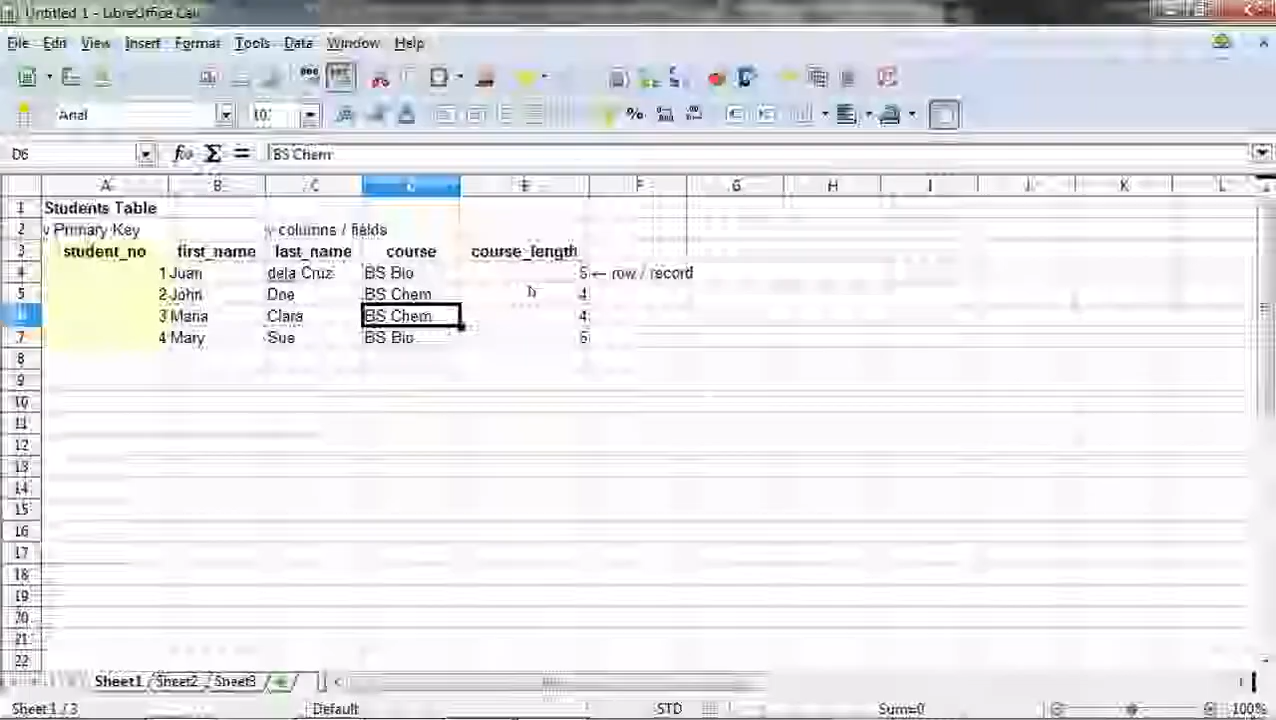 Untitled 1 - LibreOffice Calc
File Edit View Insert Format Tools Data Window Help
Arial 10
D6 BS Chem
A B C D E F G H I J K L
1 Students Table
2 v Primary Key v columns / fields
3 student_no first_name last_name course course_length
4 1 Juan dela Cruz BS Bio 5 ← row / record
5 2 John Doe BS Chem 4
6 3 Maria Clara BS Chem 4
7 4 Mary Sue BS Bio 5
8
9
10
11
12
13
14
15
16
17
18
19
20
21
22
Sheet1 Sheet2 Sheet3
Sheet 1 / 3 Default STD Sum=0 100%